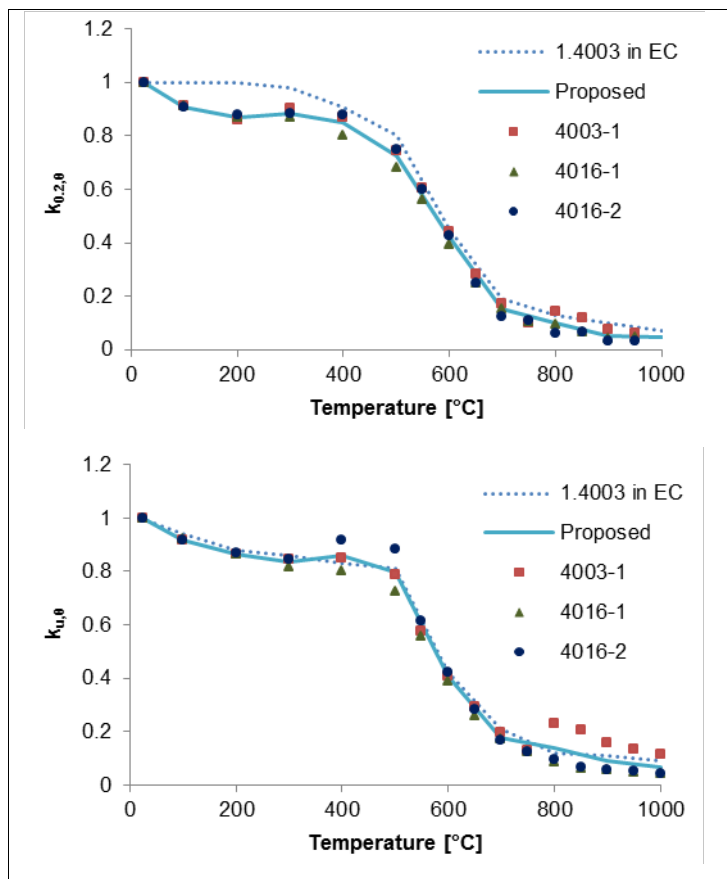 1.2
1
0.8
0.6
0.4
0.2
0
k0.2,θ
0 200 400 600 800 1000
Temperature [°C]
1.4003 in EC
Proposed
4003-1
4016-1
4016-2
1.2
1
0.8
0.6
0.4
0.2
0
ku,θ
0 200 400 600 800 1000
Temperature [°C]
1.4003 in EC
Proposed
4003-1
4016-1
4016-2